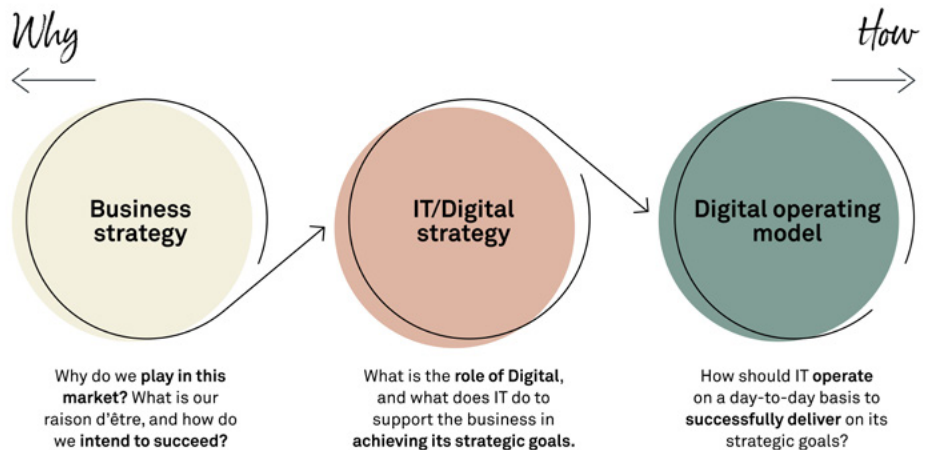 Why
How
Business
strategy
IT/Digital
strategy
Digital operating
model
Why do we play in this
market? What is our
raison d'être, and how do
we intend to succeed?
What is the role of Digital,
and what does IT do to
support the business in
achieving its strategic goals.
How should IT operate
on a day-to-day basis to
successfully deliver on its
strategic goals?